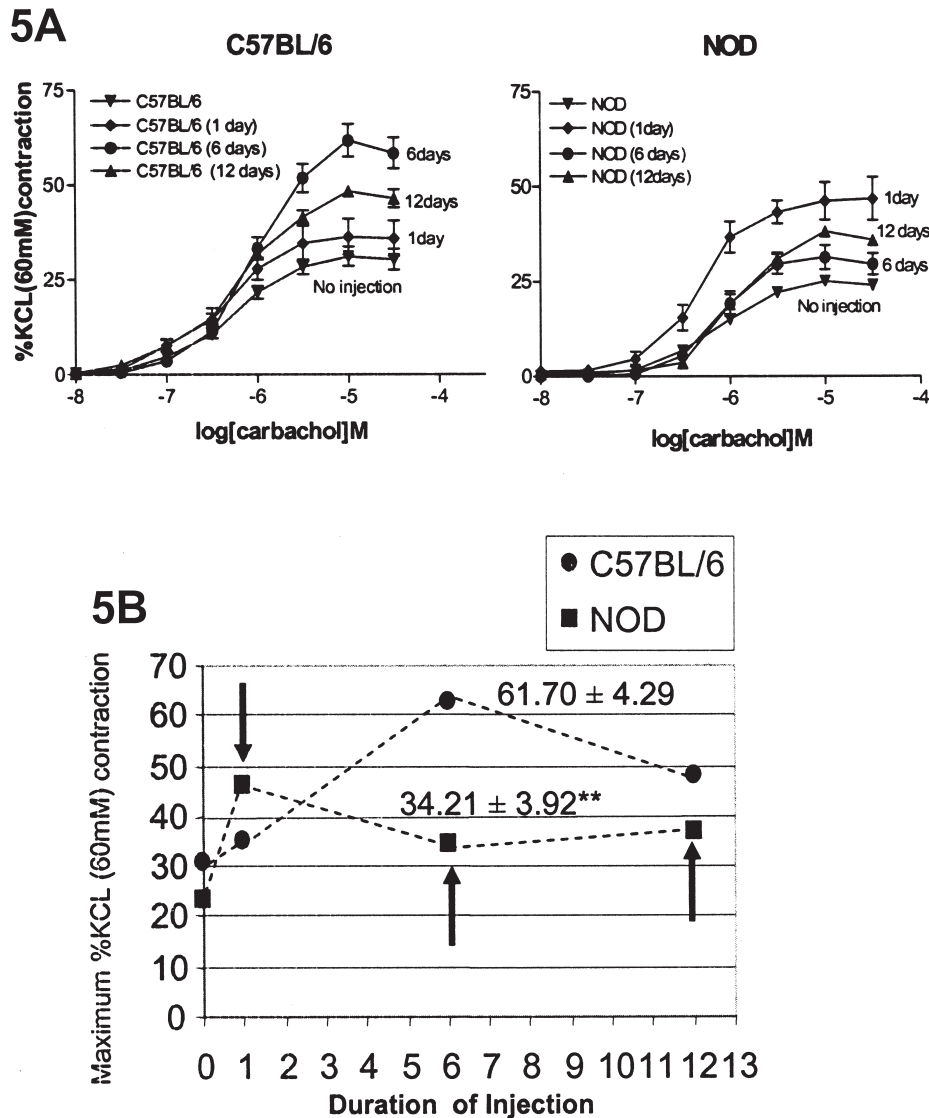 5A
C57BL/6
%KCL(60mM)contraction
75
50
25
0
C57BL/6
C57BL/6 (1 day)
C57BL/6 (6 days)
C57BL/6 (12 days)
6days
12days
1day
No injection
-8 -7 -6 -5 -4
log[carbachol]M
NOD
75
50
25
0
NOD
NOD (1day)
NOD (6 days)
NOD (12days)
1day
12 days
6 days
No injection
-8 -7 -6 -5 -4
log[carbachol]M
5B
C57BL/6
NOD
Maximum %KCL (60mM) contraction
70
60
50
40
30
20
10
0
61.70 ± 4.29
34.21 ± 3.92**
0 1 2 3 4 5 6 7 8 9 10 11 12 13
Duration of Injection